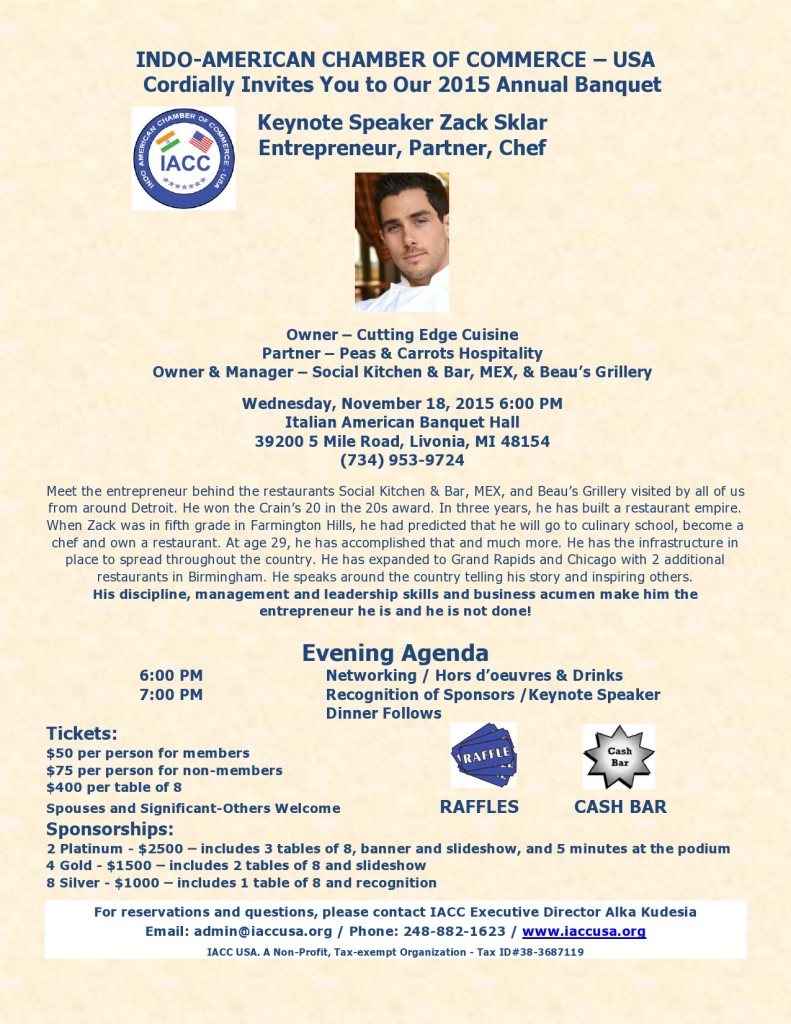 INDO-AMERICAN CHAMBER OF COMMERCE – USA
Cordially Invites You to Our 2015 Annual Banquet
INDO - AMERICAN CHAMBER OF COMMERCE - USA
IACC
Keynote Speaker Zack Sklar
Entrepreneur, Partner, Chef
Owner – Cutting Edge Cuisine
Partner – Peas & Carrots Hospitality
Owner & Manager – Social Kitchen & Bar, MEX, & Beau’s Grillery
Wednesday, November 18, 2015 6:00 PM
Italian American Banquet Hall
39200 5 Mile Road, Livonia, MI 48154
(734) 953-9724
Meet the entrepreneur behind the restaurants Social Kitchen & Bar, MEX, and Beau’s Grillery visited by all of us
from around Detroit. He won the Crain’s 20 in the 20s award. In three years, he has built a restaurant empire.
When Zack was in fifth grade in Farmington Hills, he had predicted that he will go to culinary school, become a
chef and own a restaurant. At age 29, he has accomplished that and much more. He has the infrastructure in
place to spread throughout the country. He has expanded to Grand Rapids and Chicago with 2 additional
restaurants in Birmingham. He speaks around the country telling his story and inspiring others.
His discipline, management and leadership skills and business acumen make him the
entrepreneur he is and he is not done!
Evening Agenda
6:00 PM Networking / Hors d’oeuvres & Drinks
7:00 PM Recognition of Sponsors /Keynote Speaker
Dinner Follows
Tickets:
$50 per person for members
$75 per person for non-members
$400 per table of 8
Spouses and Significant-Others Welcome
RAFFLE
RAFFLES
Cash
Bar
CASH BAR
Sponsorships:
2 Platinum - $2500 – includes 3 tables of 8, banner and slideshow, and 5 minutes at the podium
4 Gold - $1500 – includes 2 tables of 8 and slideshow
8 Silver - $1000 – includes 1 table of 8 and recognition
For reservations and questions, please contact IACC Executive Director Alka Kudesia
Email: admin@iaccusa.org / Phone: 248-882-1623 / www.iaccusa.org
IACC USA. A Non-Profit, Tax-exempt Organization - Tax ID#38-3687119